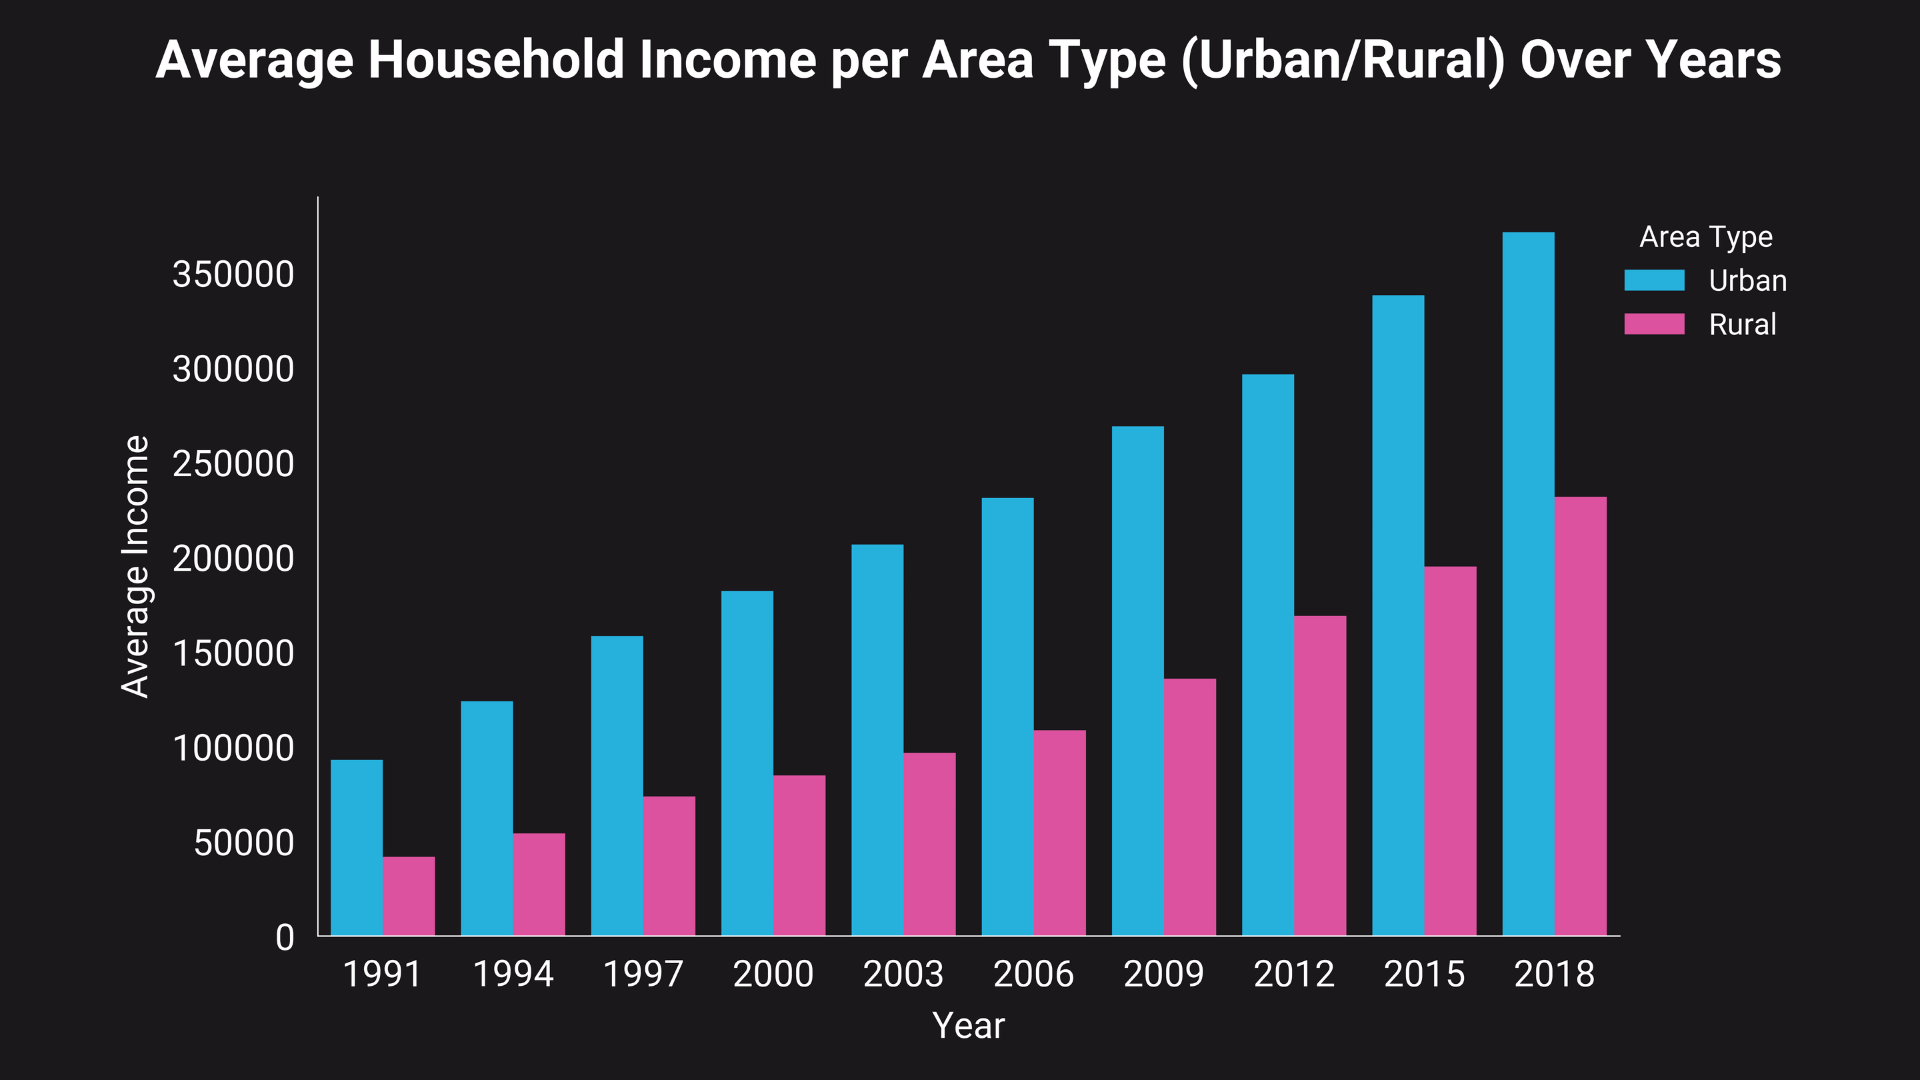 Average Household Income per Area Type (Urban/Rural) Over Years
Area Type
Urban
Rural
Average Income
350000
300000
250000
200000
150000
100000
50000
0
1991 1994 1997 2000 2003 2006 2009 2012 2015 2018
Year